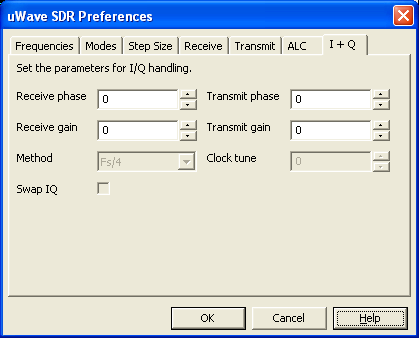 uWave SDR Preferences
Frequencies Modes Step Size Receive Transmit ALC I + Q
Set the parameters for I/Q handling.
Receive phase 0 Transmit phase 0
Receive gain 0 Transmit gain 0
Method Fs/4 Clock tune 0
Swap IQ
OK Cancel Help